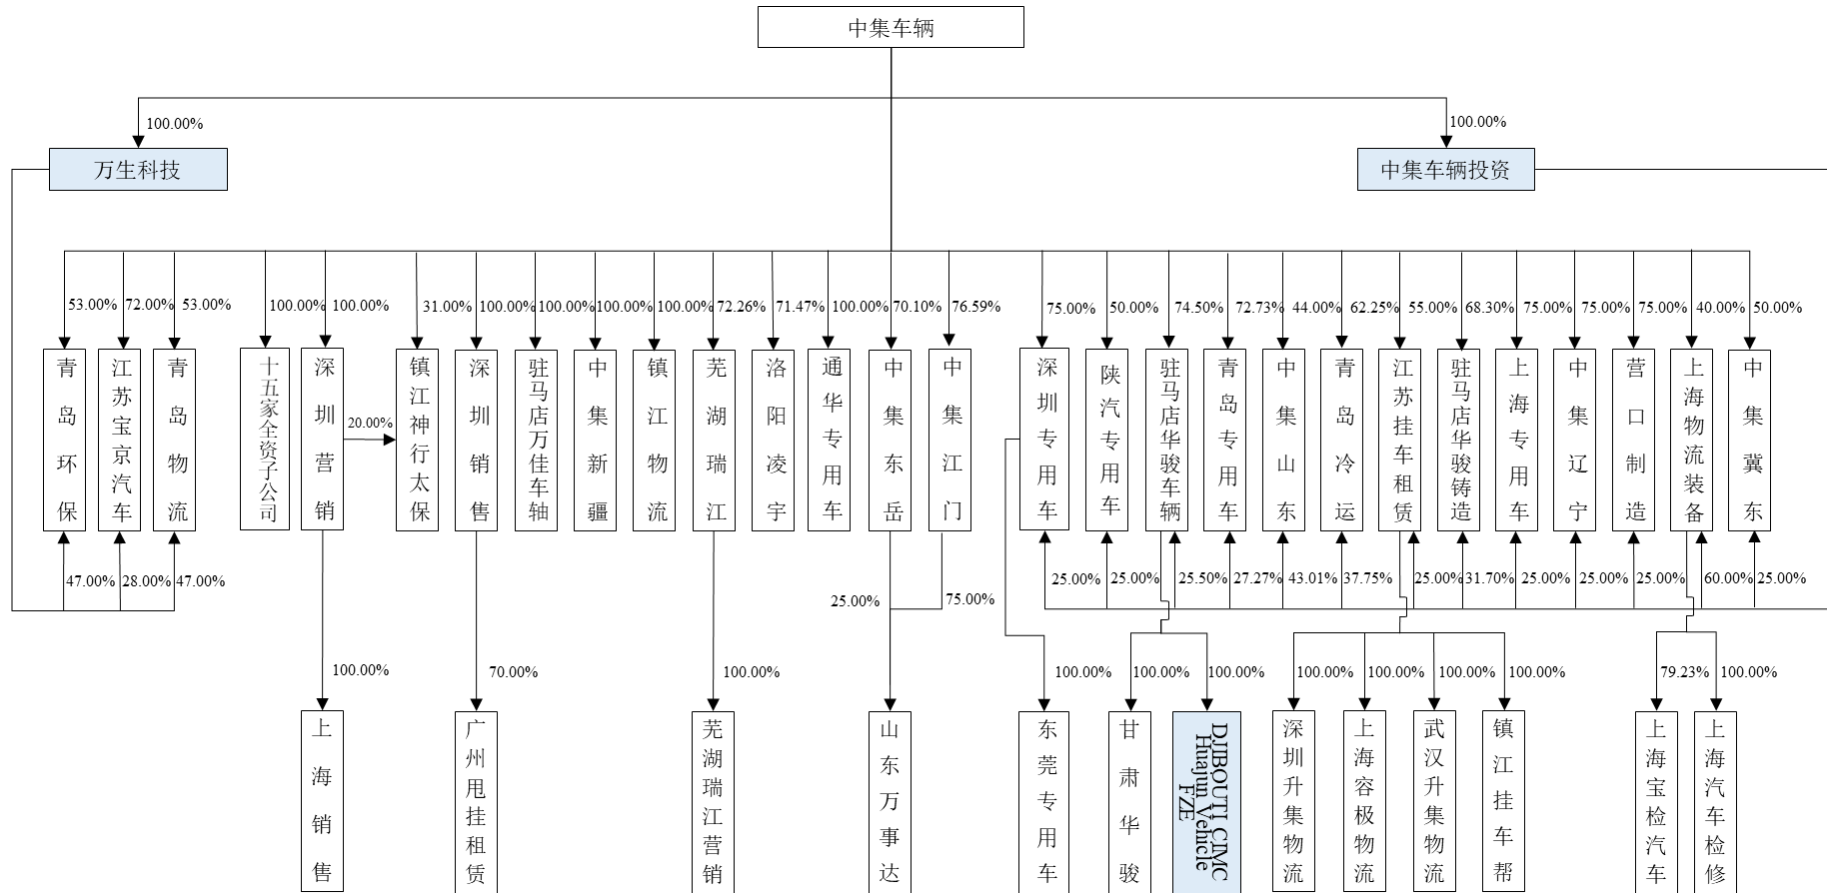 中集车辆
100.00%
100.00%
万生科技
中集车辆投资
53.00%
72.00%
53.00%
100.00%
100.00%
31.00%
100.00%
100.00%
100.00%
100.00%
72.26%
71.47%
100.00%
70.10%
76.59%
75.00%
50.00%
74.50%
72.73%
44.00%
62.25%
55.00%
68.30%
75.00%
75.00%
75.00%
40.00%
50.00%
青岛环保
江苏宝京汽车
青岛物流
十五家全资子公司
深圳营销
20.00%
镇江神行太保
深圳销售
驻马店万佳车轴
中集新疆
镇江物流
芜湖瑞江
洛阳凌宇
通华专用车
中集东岳
中集江门
深圳专用车
陕汽专用车
驻马店华骏车辆
青岛专用车
中集山东
青岛冷运
江苏挂车租赁
驻马店华骏铸造
上海专用车
中集辽宁
营口制造
上海物流装备
中集冀东
47.00%
28.00%
47.00%
25.00%
75.00%
25.00%
25.00%
25.50%
27.27%
43.01%
37.75%
25.00%
31.70%
25.00%
25.00%
25.00%
60.00%
25.00%
100.00%
70.00%
100.00%
100.00%
100.00%
100.00%
100.00%
100.00%
100.00%
100.00%
79.23%
100.00%
上海销售
广州甩挂租赁
芜湖瑞江营销
山东万事达
东莞专用车
甘肃华骏
DJIBOUTI CIMC
Huajun Vehicle
FZE
深圳升集物流
上海容极物流
武汉升集物流
镇江挂车帮
上海宝检汽车
上海汽车检修